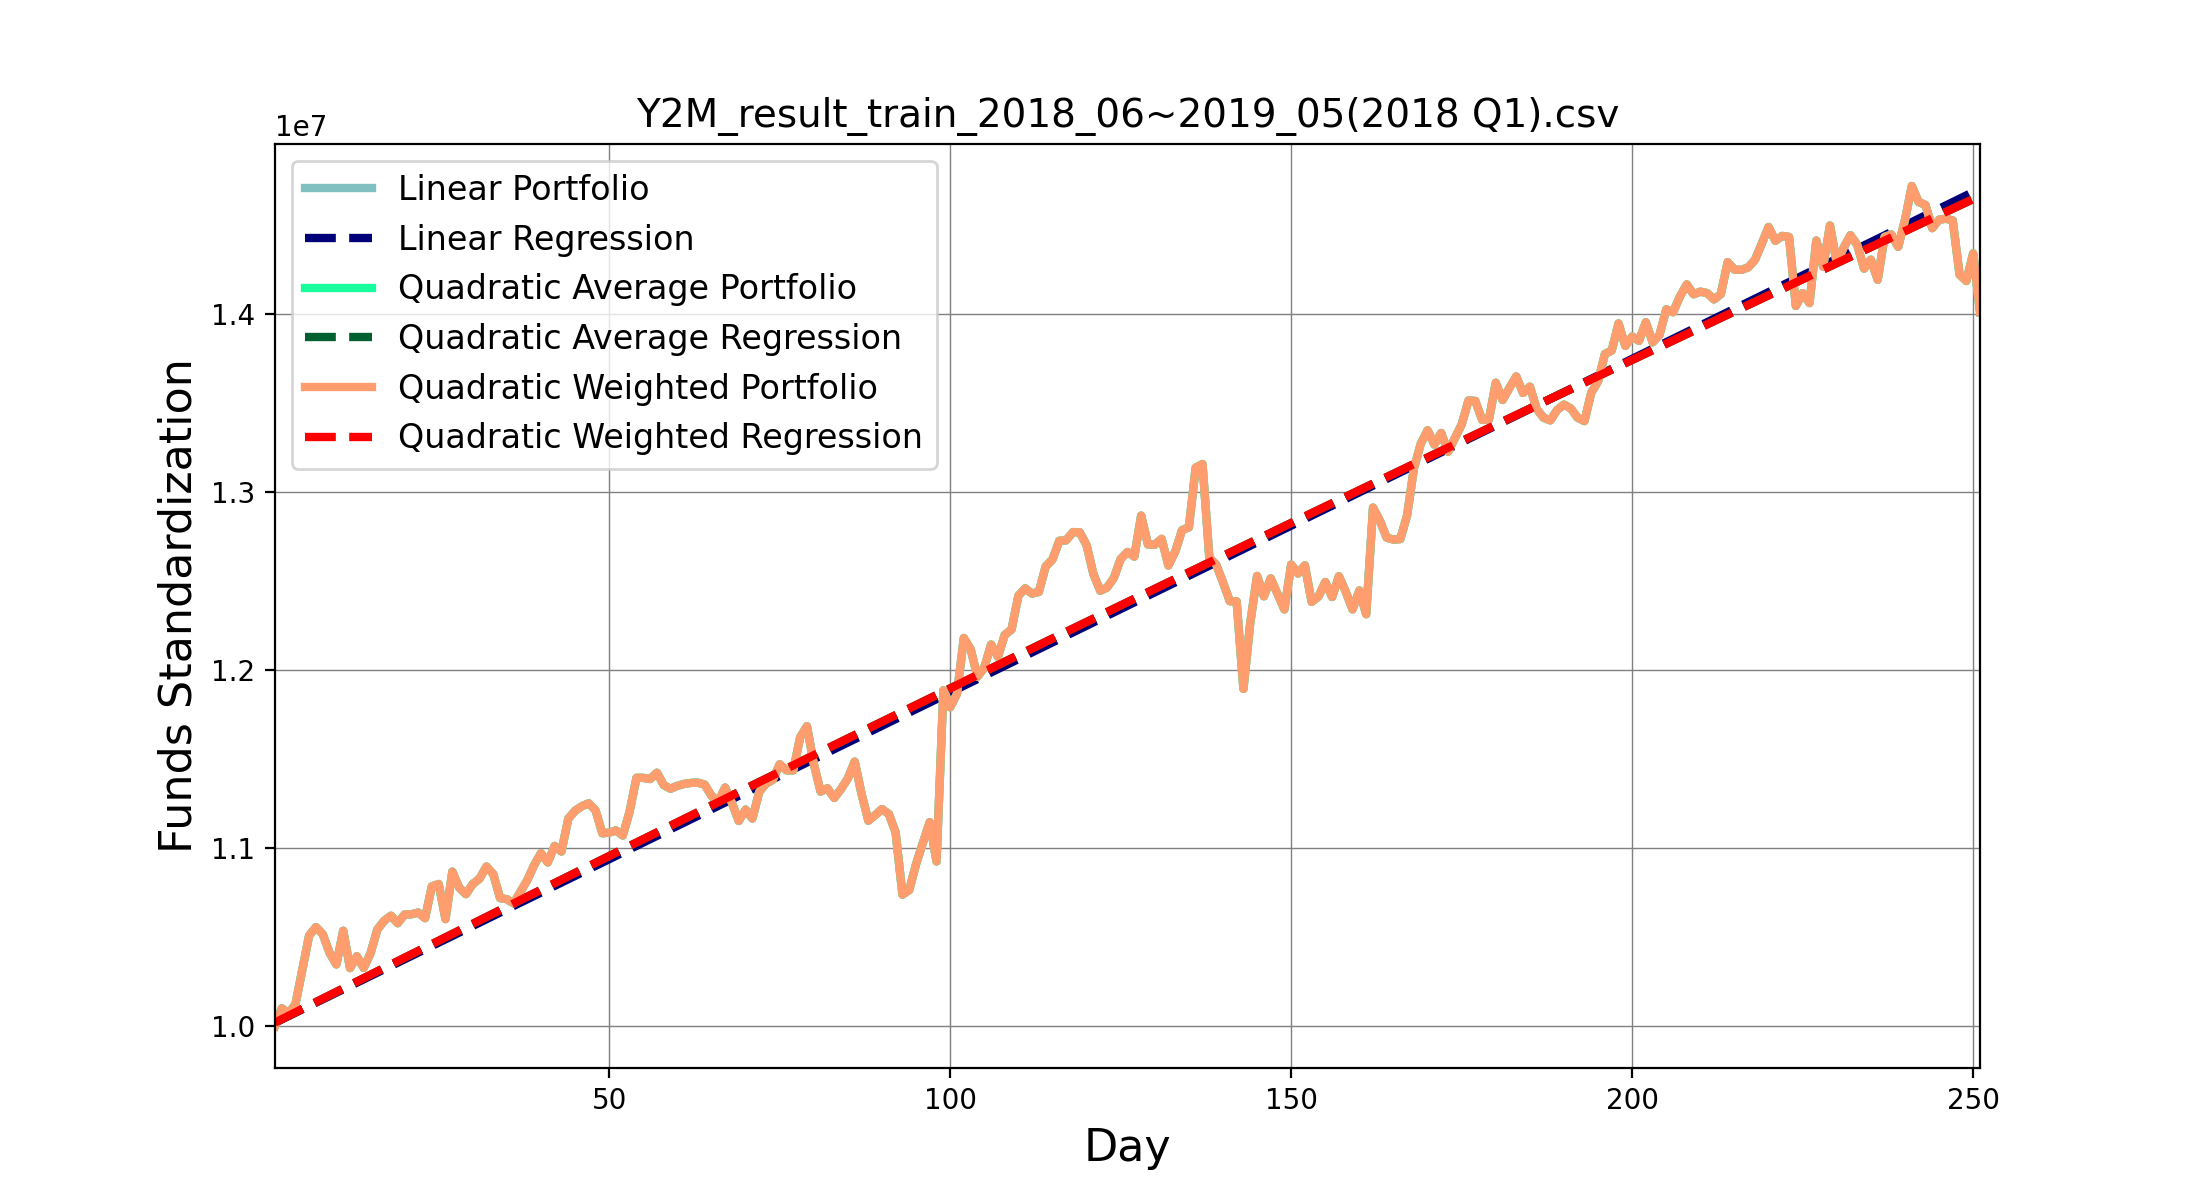 Y2M_result_train_2018_06~2019_05(2018 Q1).csv
1e7
Linear Portfolio
Linear Regression
Quadratic Average Portfolio
Quadratic Average Regression
Quadratic Weighted Portfolio
Quadratic Weighted Regression
Funds Standardization
1.4
1.3
1.2
1.1
1.0
50 100 150 200 250
Day